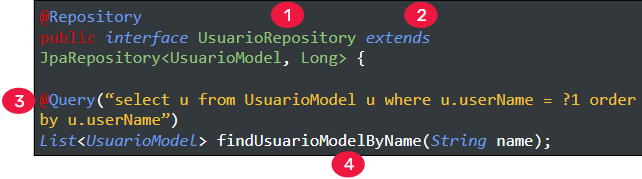 1 2
@Repository
public interface UsuarioRepository extends
JpaRepository<UsuarioModel, Long> {
3 @Query(“select u from UsuarioModel u where u.userName = ?1 order
by u.userName”)
List<UsuarioModel> findUsuarioModelByName(String name);
4